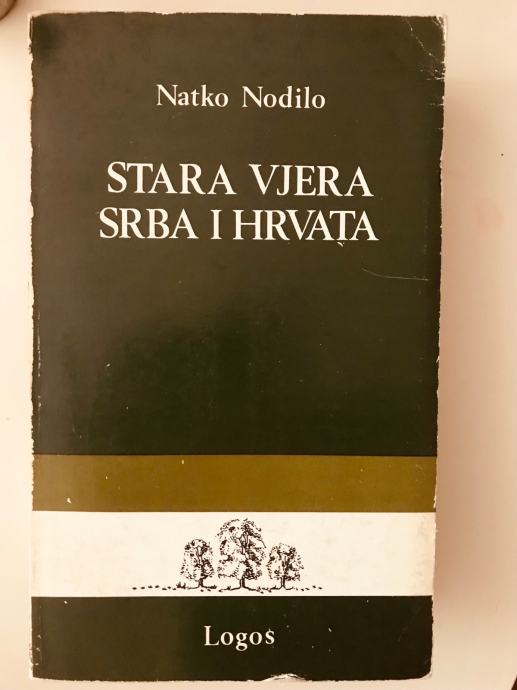 Natko Nodilo
STARA VJERA
SRBA I HRVATA
Logos